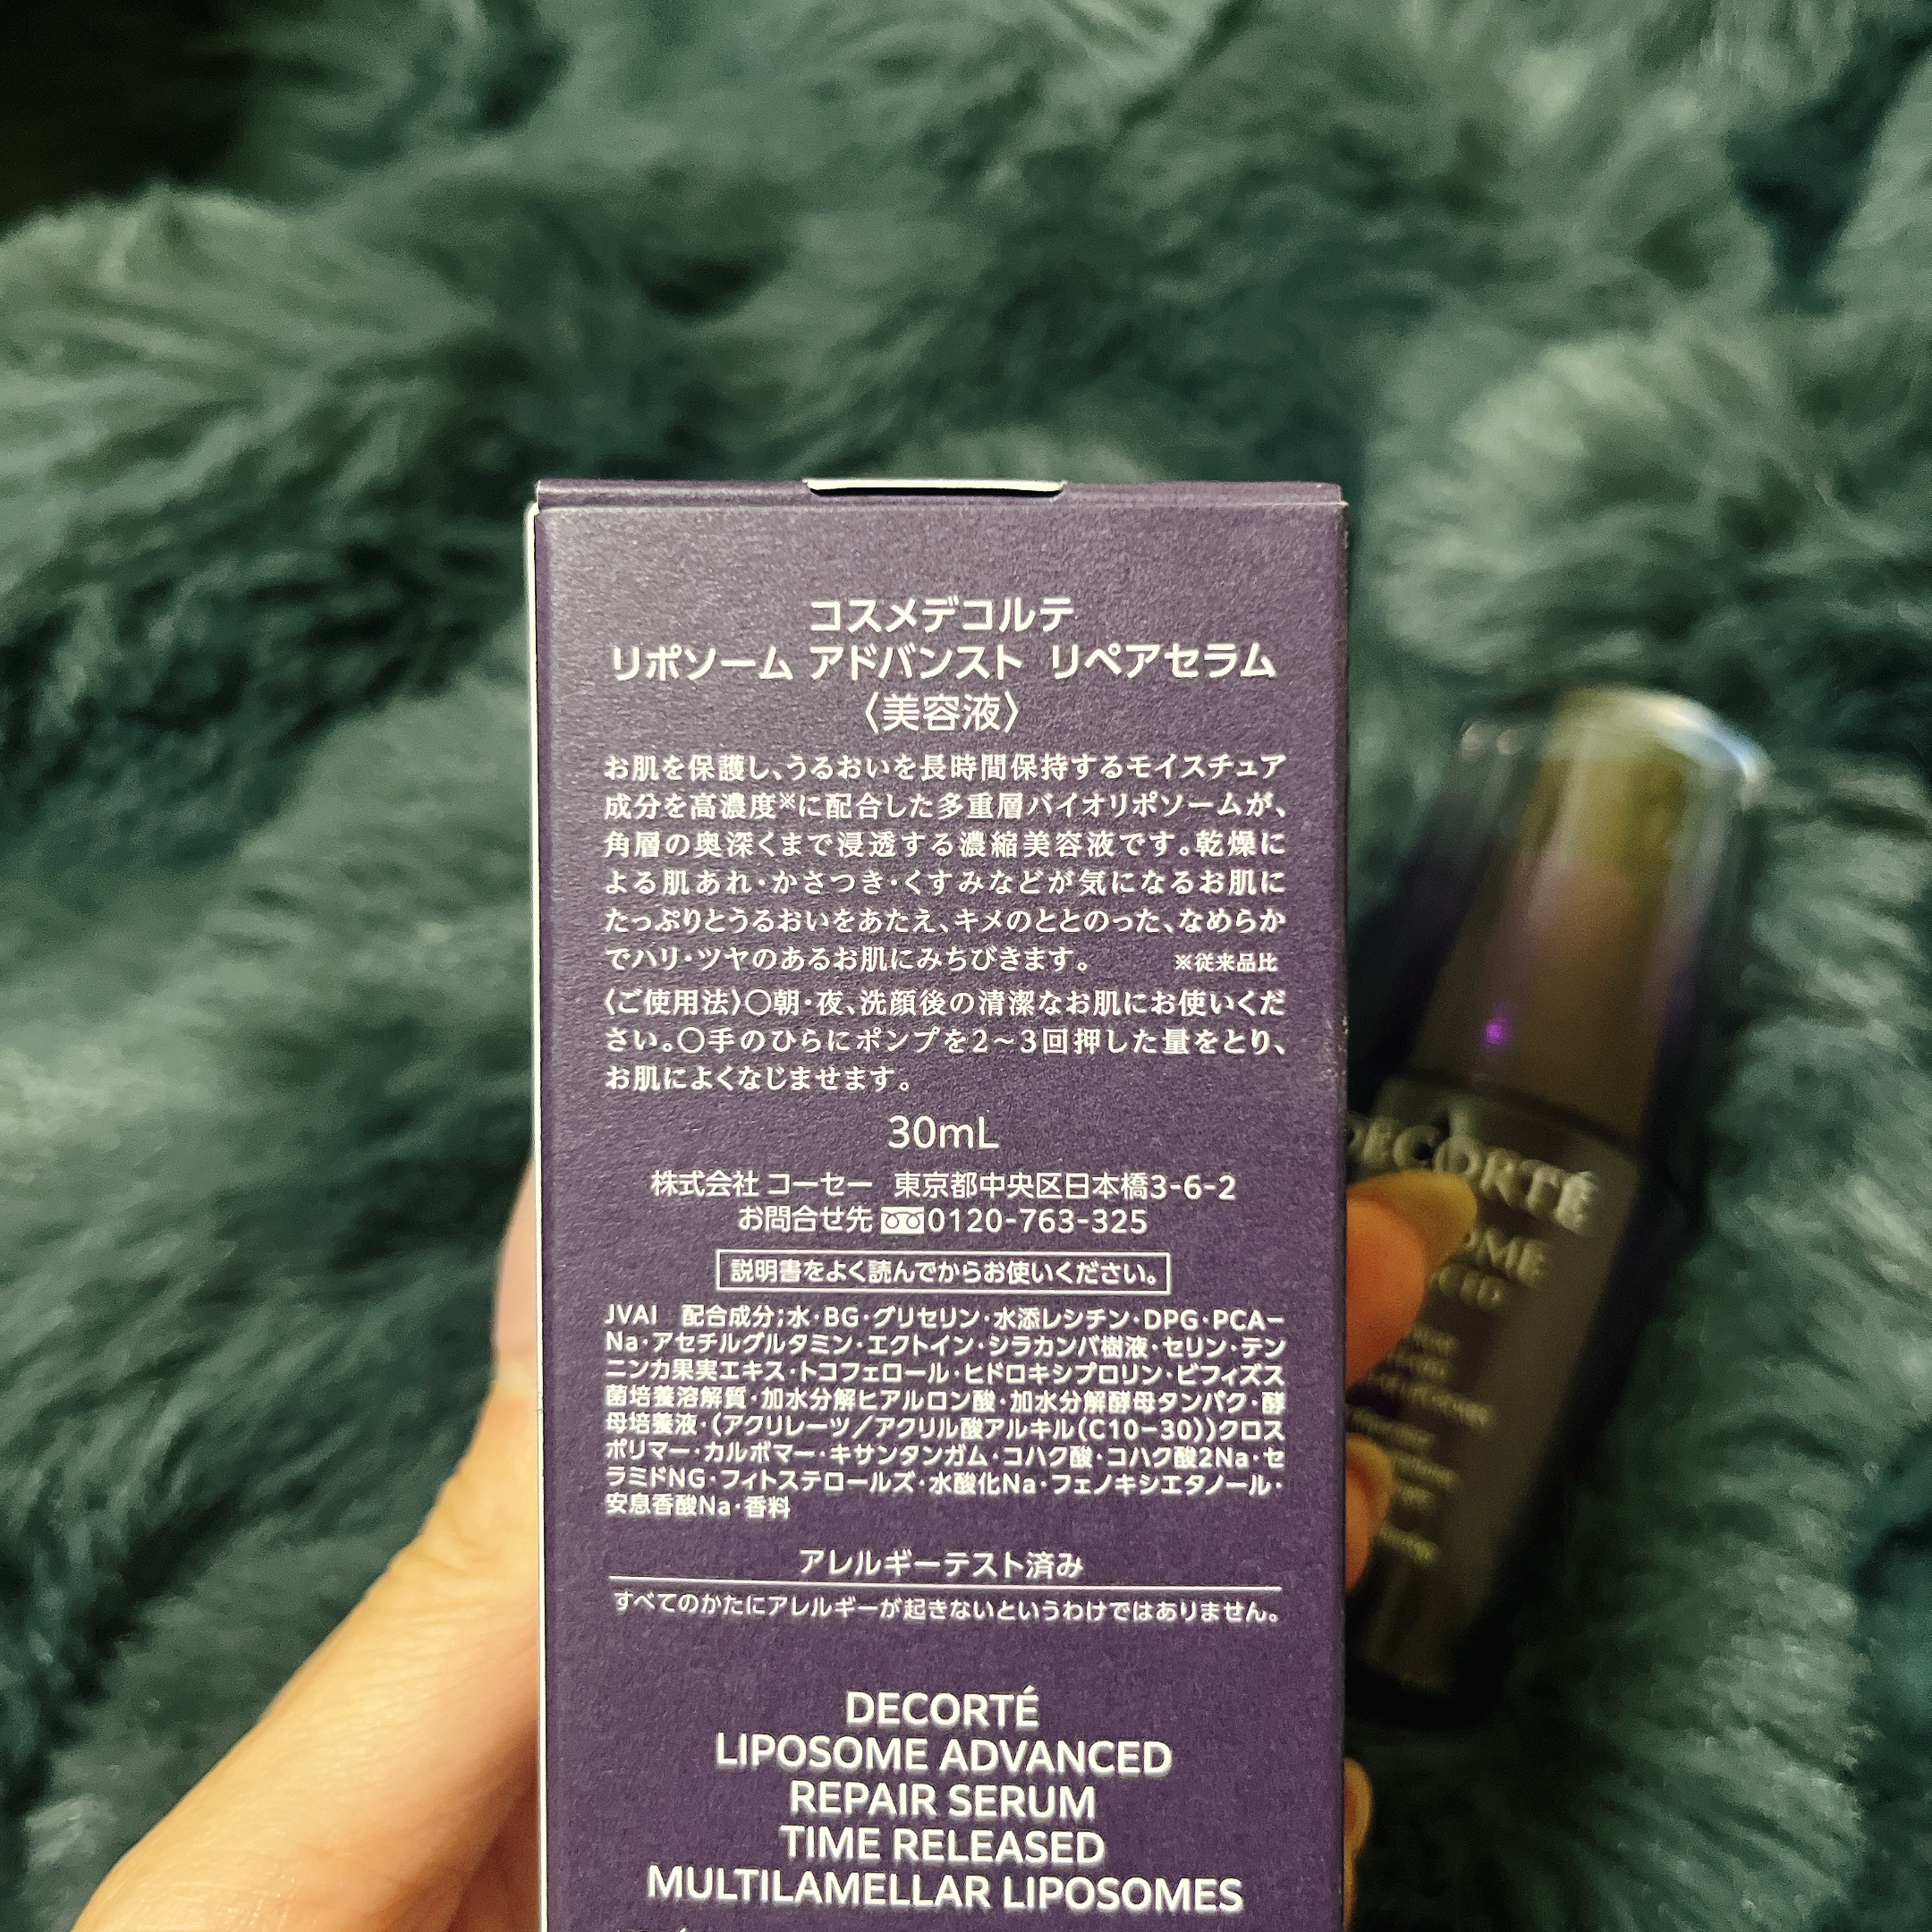 コスメデコルテ
リポソーム アドバンスト リペアセラム
〈美容液〉
お肌を保護し、うるおいを長時間保持するモイスチュア
成分を高濃度※に配合した多重層バイオリポソームが、
角層の奥深くまで浸透する濃縮美容液です。乾燥に
よる肌あれ・かさつき・くすみなどが気になるお肌に
たっぷりとうるおいをあたえ、キメのととのった、なめらか
でハリ・ツヤのあるお肌にみちびきます。 ※従来品比
〈ご使用法〉〇朝・夜、洗顔後の清潔なお肌にお使いくだ
さい。〇手のひらにポンプを2～3回押した量をとり、
お肌によくなじませます。
30mL
株式会社 コーセー 東京都中央区日本橋3-6-2
お問合せ先 0120-763-325
説明書をよく読んでからお使いください。
JVAI 配合成分;水・BG・グリセリン・水添レシチン・DPG・PCA−
Na・アセチルグルタミン・エクトイン・シラカンバ樹液・セリン・テン
ニンカ果実エキス・トコフェロール・ヒドロキシプロリン・ビフィズス
菌培養溶解質・加水分解ヒアルロン酸・加水分解酵母タンパク・酵
母培養液・(アクリレーツ／アクリル酸アルキル(C10−30))クロス
ポリマー・カルボマー・キサンタンガム・コハク酸・コハク酸2Na・セ
ラミドNG・フィトステロールズ・水酸化Na・フェノキシエタノール・
安息香酸Na・香料
アレルギーテスト済み
すべてのかたにアレルギーが起きないというわけではありません。
DECORTÉ
LIPOSOME ADVANCED
REPAIR SERUM
TIME RELEASED
MULTILAMELLAR LIPOSOMES
DECORTÉ